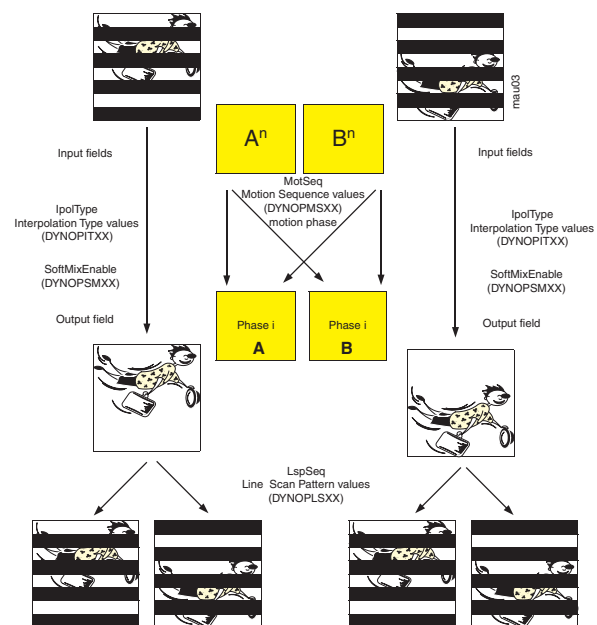 mau03
Aⁿ
Bⁿ
Input fields
MotSeq
Motion Sequence values
(DYNOPMSXX)
motion phase
Input fields
IpolType
Interpolation Type values
(DYNOPITXX)
IpolType
Interpolation Type values
(DYNOPITXX)
SoftMixEnable
(DYNOPSMXX)
SoftMixEnable
(DYNOPSMXX)
Output field
Phase i
A
Phase i
B
Output field
LspSeq
Line Scan Pattern values
(DYNOPLSXX)